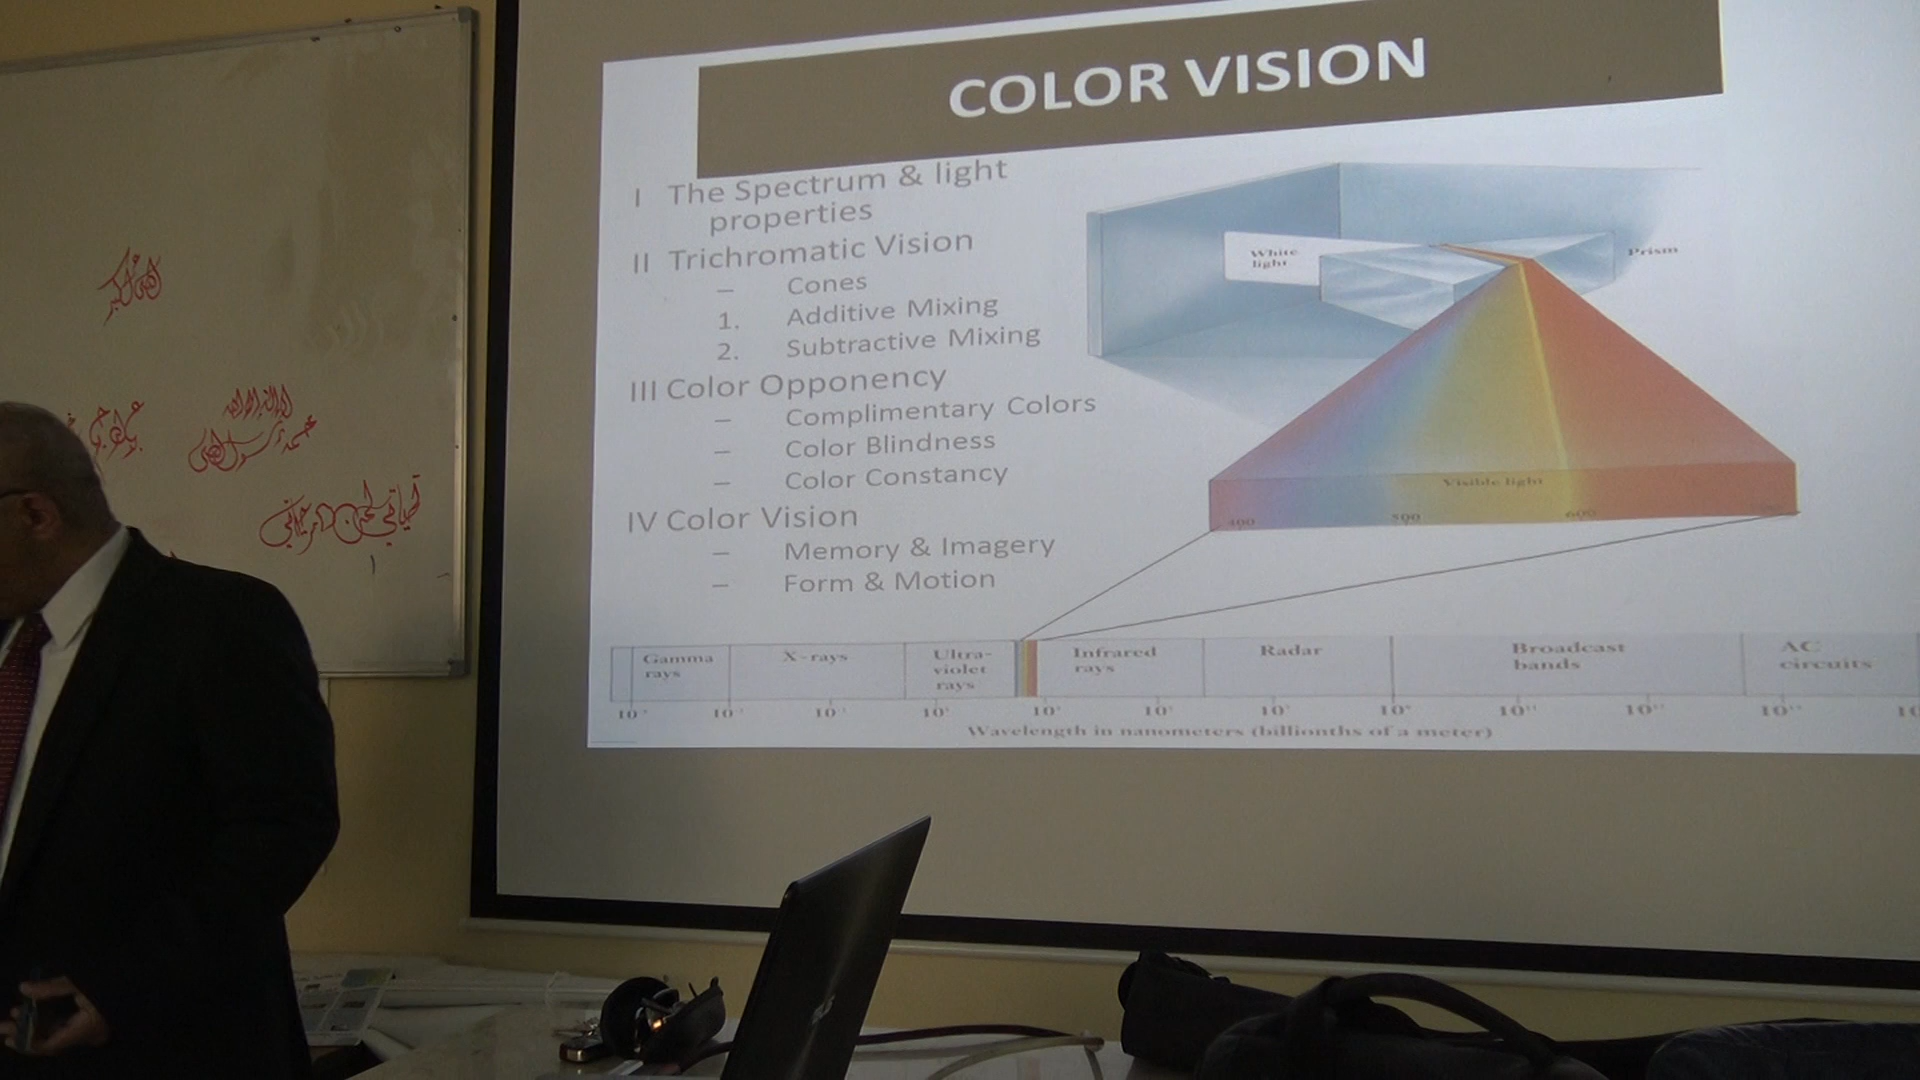 الله أكبر
لا إله إلا الله
محمد رسول الله
COLOR VISION
I The Spectrum & light
properties
II Trichromatic Vision
– Cones
1. Additive Mixing
2. Subtractive Mixing
III Color Opponency
– Complimentary Colors
– Color Blindness
– Color Constancy
IV Color Vision
– Memory & Imagery
– Form & Motion
White
light
Prism
Visible light
400 500 600
Gamma
rays
X-rays
Ultra-
violet
rays
Infrared
rays
Radar
Broadcast
bands
AC
circuits
Wavelength in nanometers (billionths of a meter)